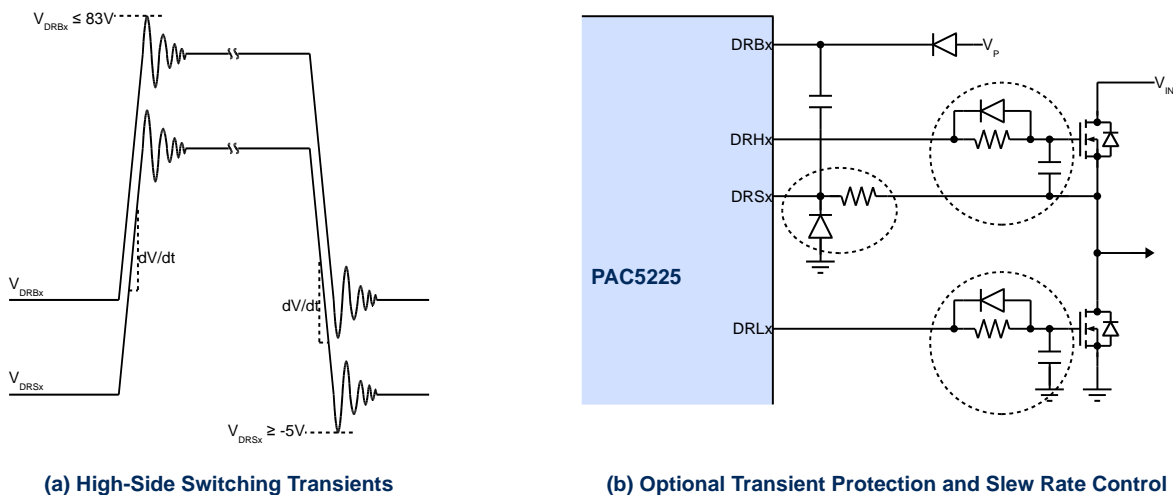 VDRBx ≤ 83V
dV/dt
VDRBx
dV/dt
VDRSx
VDRSx ≥ -5V
(a) High-Side Switching Transients
DRBx
VP
VIN
DRHx
DRSx
PAC5225
DRLx
(b) Optional Transient Protection and Slew Rate Control